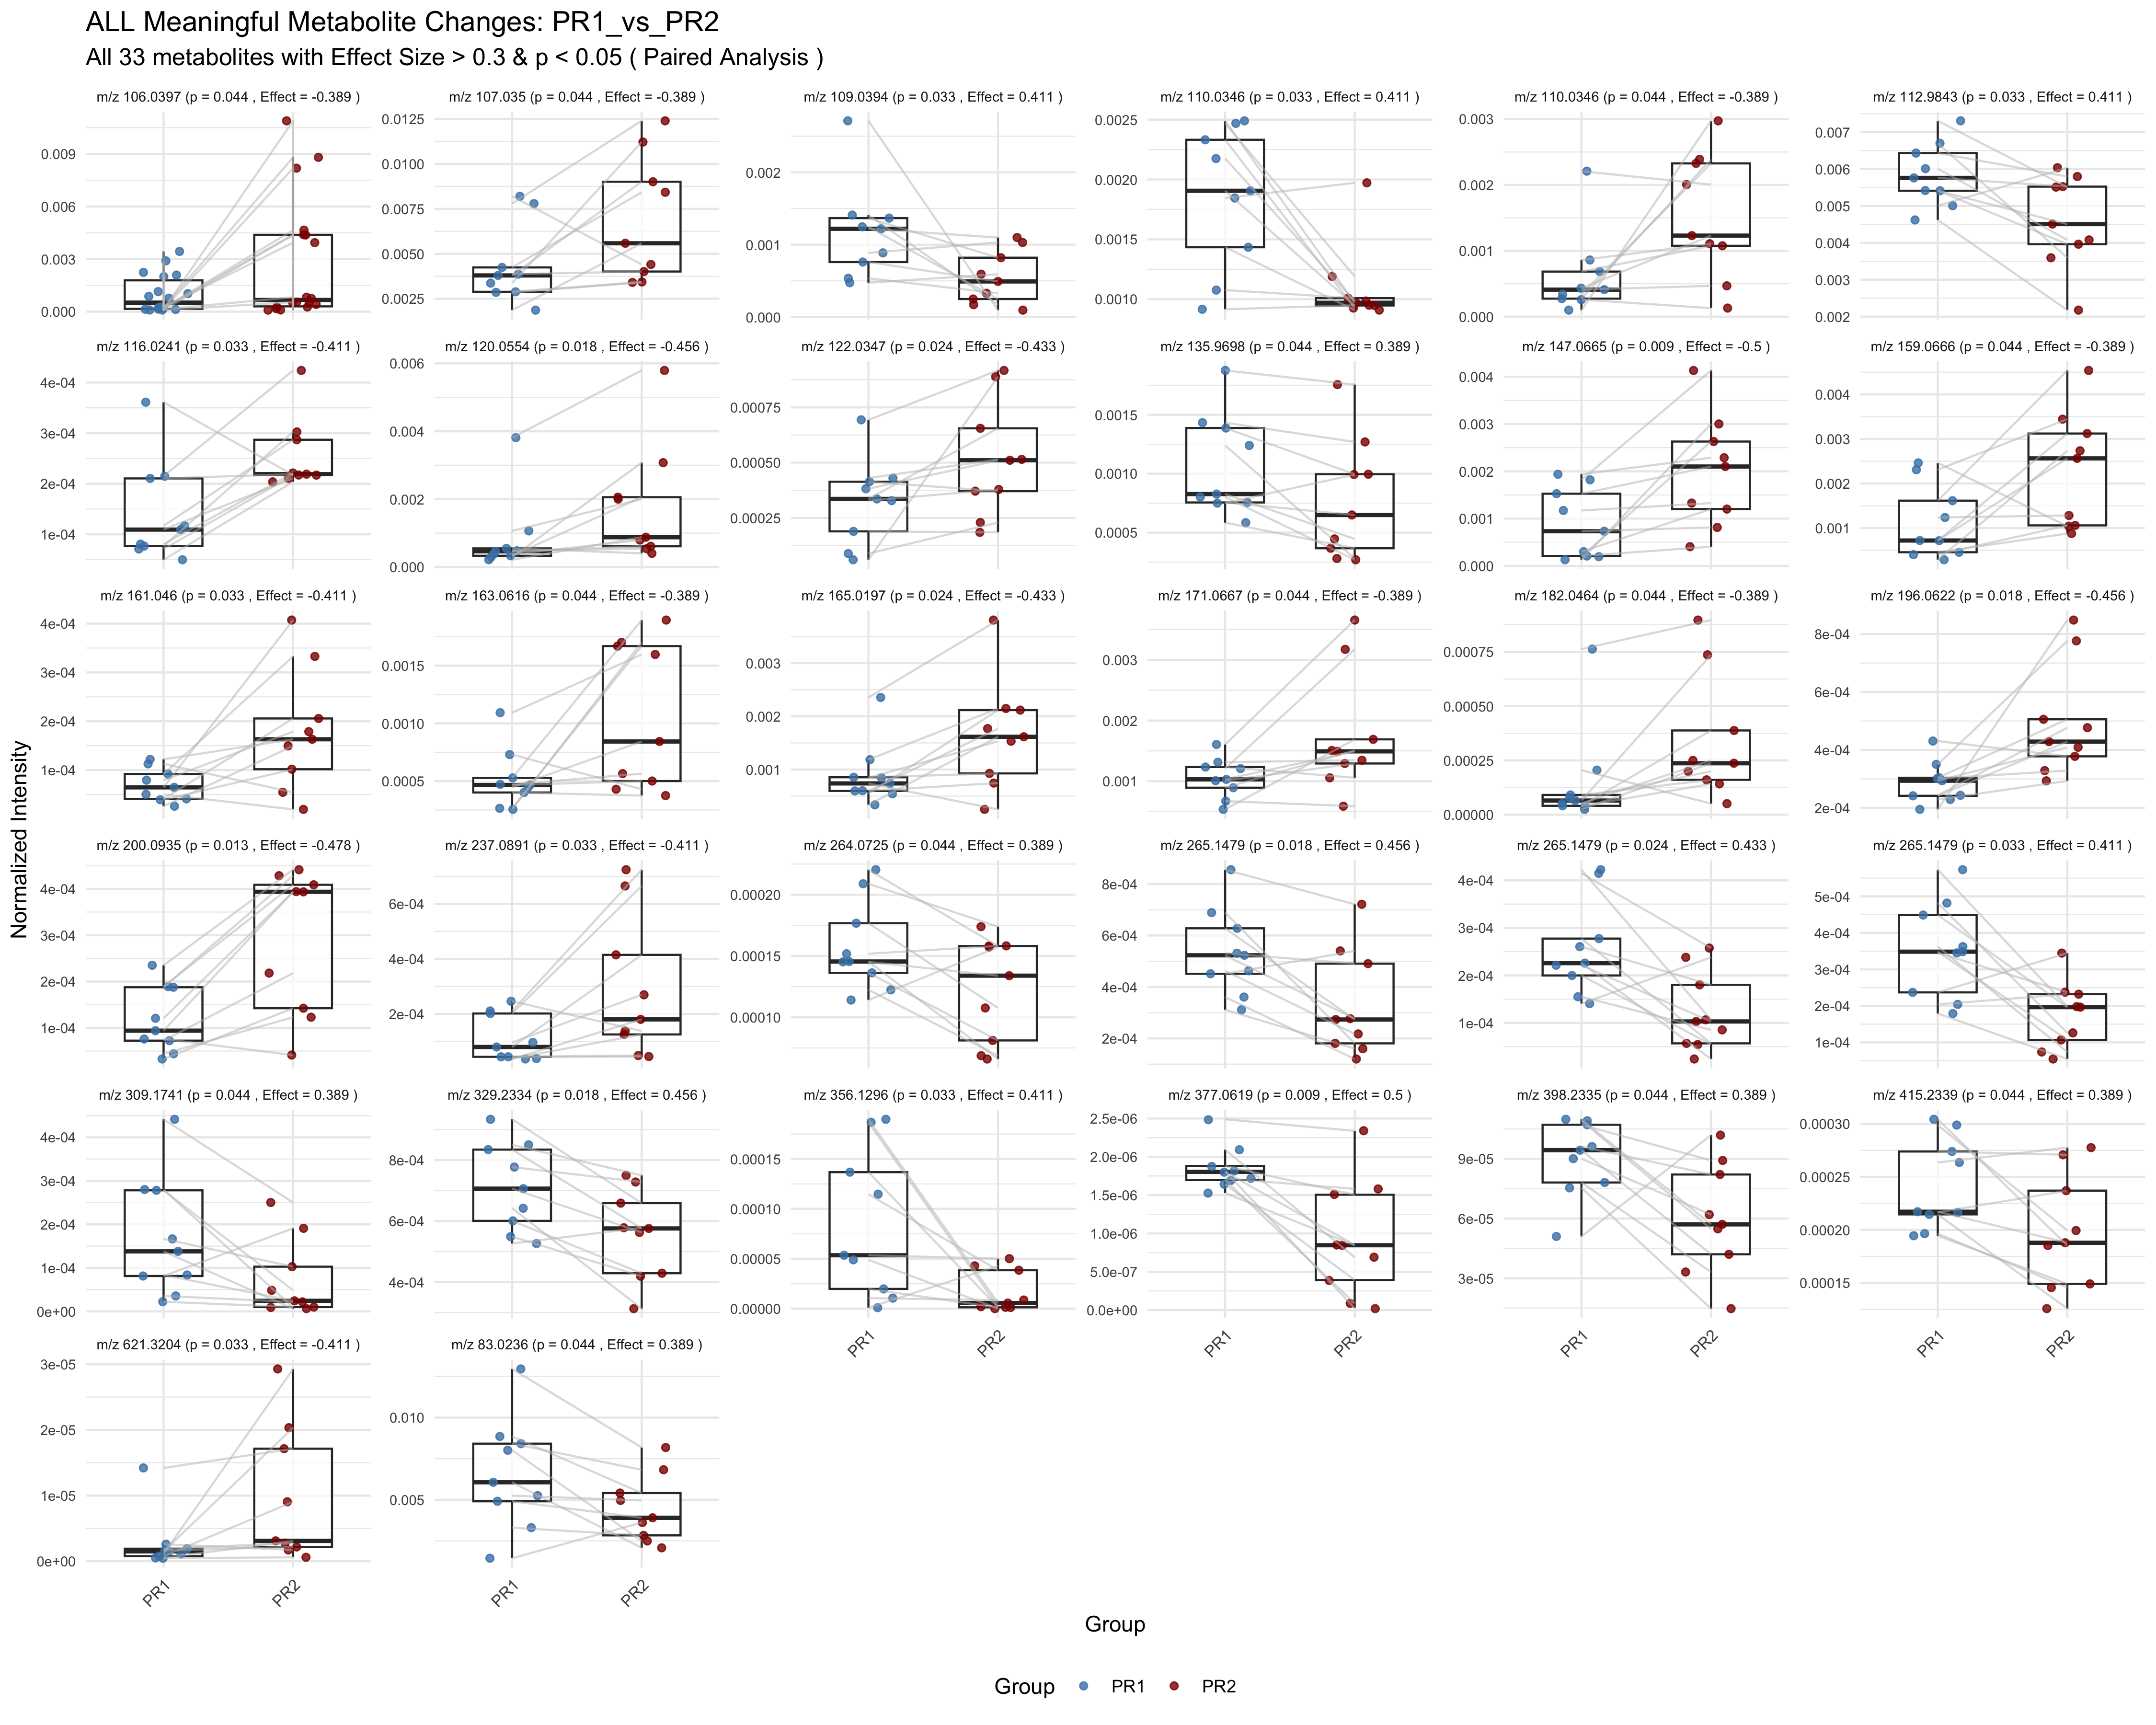 ALL Meaningful Metabolite Changes: PR1_vs_PR2
All 33 metabolites with Effect Size > 0.3 & p < 0.05 ( Paired Analysis )
Normalized Intensity
m/z 106.0397 (p = 0.044 , Effect = -0.389 )
0.009
0.006
0.003
0.000
m/z 107.035 (p = 0.044 , Effect = -0.389 )
0.0125
0.0100
0.0075
0.0050
0.0025
m/z 109.0394 (p = 0.033 , Effect = 0.411 )
0.002
0.001
0.000
m/z 110.0346 (p = 0.033 , Effect = 0.411 )
0.0025
0.0020
0.0015
0.0010
m/z 110.0346 (p = 0.044 , Effect = -0.389 )
0.003
0.002
0.001
0.000
m/z 112.9843 (p = 0.033 , Effect = 0.411 )
0.007
0.006
0.005
0.004
0.003
0.002
m/z 116.0241 (p = 0.033 , Effect = -0.411 )
4e-04
3e-04
2e-04
1e-04
m/z 120.0554 (p = 0.018 , Effect = -0.456 )
0.006
0.004
0.002
0.000
m/z 122.0347 (p = 0.024 , Effect = -0.433 )
0.00075
0.00050
0.00025
m/z 135.9698 (p = 0.044 , Effect = 0.389 )
0.0015
0.0010
0.0005
m/z 147.0665 (p = 0.009 , Effect = -0.5 )
0.004
0.003
0.002
0.001
0.000
m/z 159.0666 (p = 0.044 , Effect = -0.389 )
0.004
0.003
0.002
0.001
m/z 161.046 (p = 0.033 , Effect = -0.411 )
4e-04
3e-04
2e-04
1e-04
m/z 163.0616 (p = 0.044 , Effect = -0.389 )
0.0015
0.0010
0.0005
m/z 165.0197 (p = 0.024 , Effect = -0.433 )
0.003
0.002
0.001
m/z 171.0667 (p = 0.044 , Effect = -0.389 )
0.003
0.002
0.001
m/z 182.0464 (p = 0.044 , Effect = -0.389 )
0.00075
0.00050
0.00025
0.00000
m/z 196.0622 (p = 0.018 , Effect = -0.456 )
8e-04
6e-04
4e-04
2e-04
m/z 200.0935 (p = 0.013 , Effect = -0.478 )
4e-04
3e-04
2e-04
1e-04
m/z 237.0891 (p = 0.033 , Effect = -0.411 )
6e-04
4e-04
2e-04
m/z 264.0725 (p = 0.044 , Effect = 0.389 )
0.00020
0.00015
0.00010
m/z 265.1479 (p = 0.018 , Effect = 0.456 )
8e-04
6e-04
4e-04
2e-04
m/z 265.1479 (p = 0.024 , Effect = 0.433 )
4e-04
3e-04
2e-04
1e-04
m/z 265.1479 (p = 0.033 , Effect = 0.411 )
5e-04
4e-04
3e-04
2e-04
1e-04
m/z 309.1741 (p = 0.044 , Effect = 0.389 )
4e-04
3e-04
2e-04
1e-04
0e+00
m/z 329.2334 (p = 0.018 , Effect = 0.456 )
8e-04
6e-04
4e-04
m/z 356.1296 (p = 0.033 , Effect = 0.411 )
0.00015
0.00010
0.00005
0.00000
PR1
PR2
m/z 377.0619 (p = 0.009 , Effect = 0.5 )
2.5e-06
2.0e-06
1.5e-06
1.0e-06
5.0e-07
0.0e+00
PR1
PR2
m/z 398.2335 (p = 0.044 , Effect = 0.389 )
9e-05
6e-05
3e-05
PR1
PR2
m/z 415.2339 (p = 0.044 , Effect = 0.389 )
0.00030
0.00025
0.00020
0.00015
PR1
PR2
m/z 621.3204 (p = 0.033 , Effect = -0.411 )
3e-05
2e-05
1e-05
0e+00
PR1
PR2
m/z 83.0236 (p = 0.044 , Effect = 0.389 )
0.010
0.005
PR1
PR2
Group
Group PR1 PR2